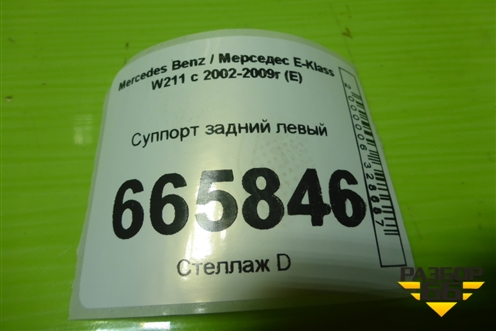 Mercedes Benz / Мерседес E-Klass
W211 с 2002-2009г (E)
Суппорт задний левый
665846
Стеллаж D
РАЗБОР